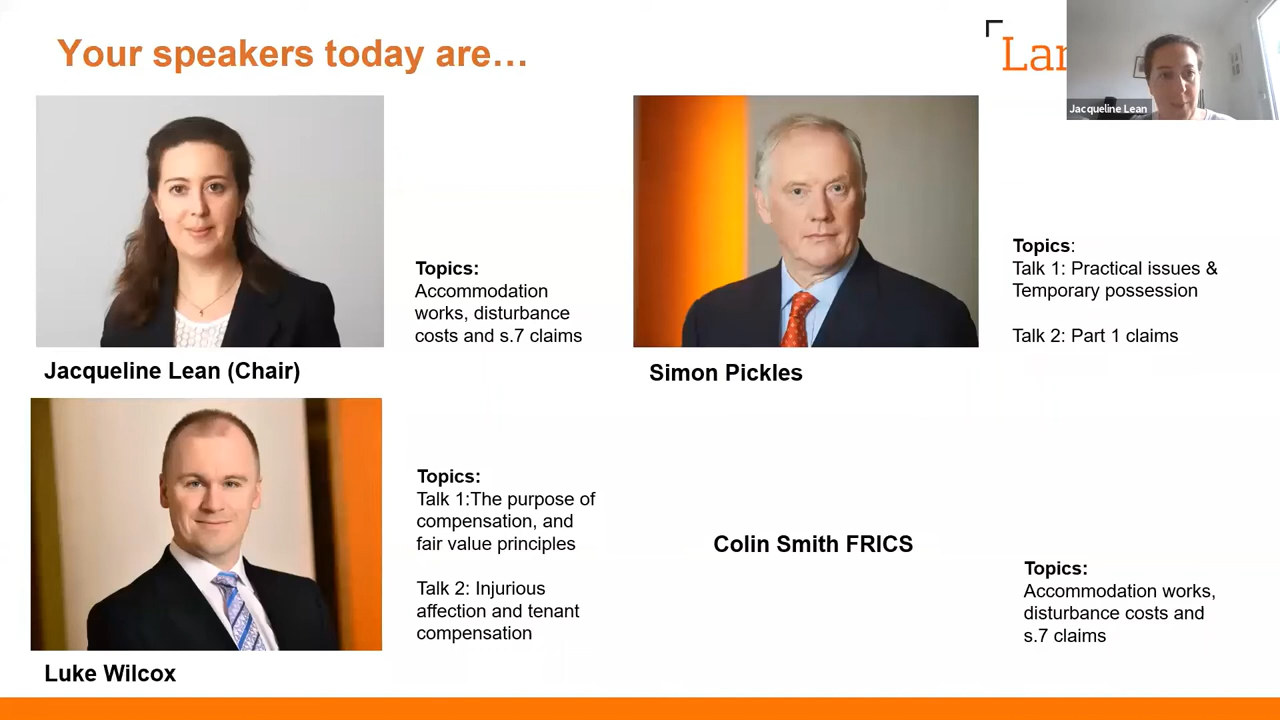 Your speakers today are…
Lan
Jacqueline Lean
Topics:
Accommodation
works, disturbance
costs and s.7 claims
Jacqueline Lean (Chair)
Topics:
Talk 1: Practical issues &
Temporary possession
Talk 2: Part 1 claims
Simon Pickles
Topics:
Talk 1:The purpose of
compensation, and
fair value principles
Talk 2: Injurious
affection and tenant
compensation
Luke Wilcox
Colin Smith FRICS
Topics:
Accommodation works,
disturbance costs and
s.7 claims